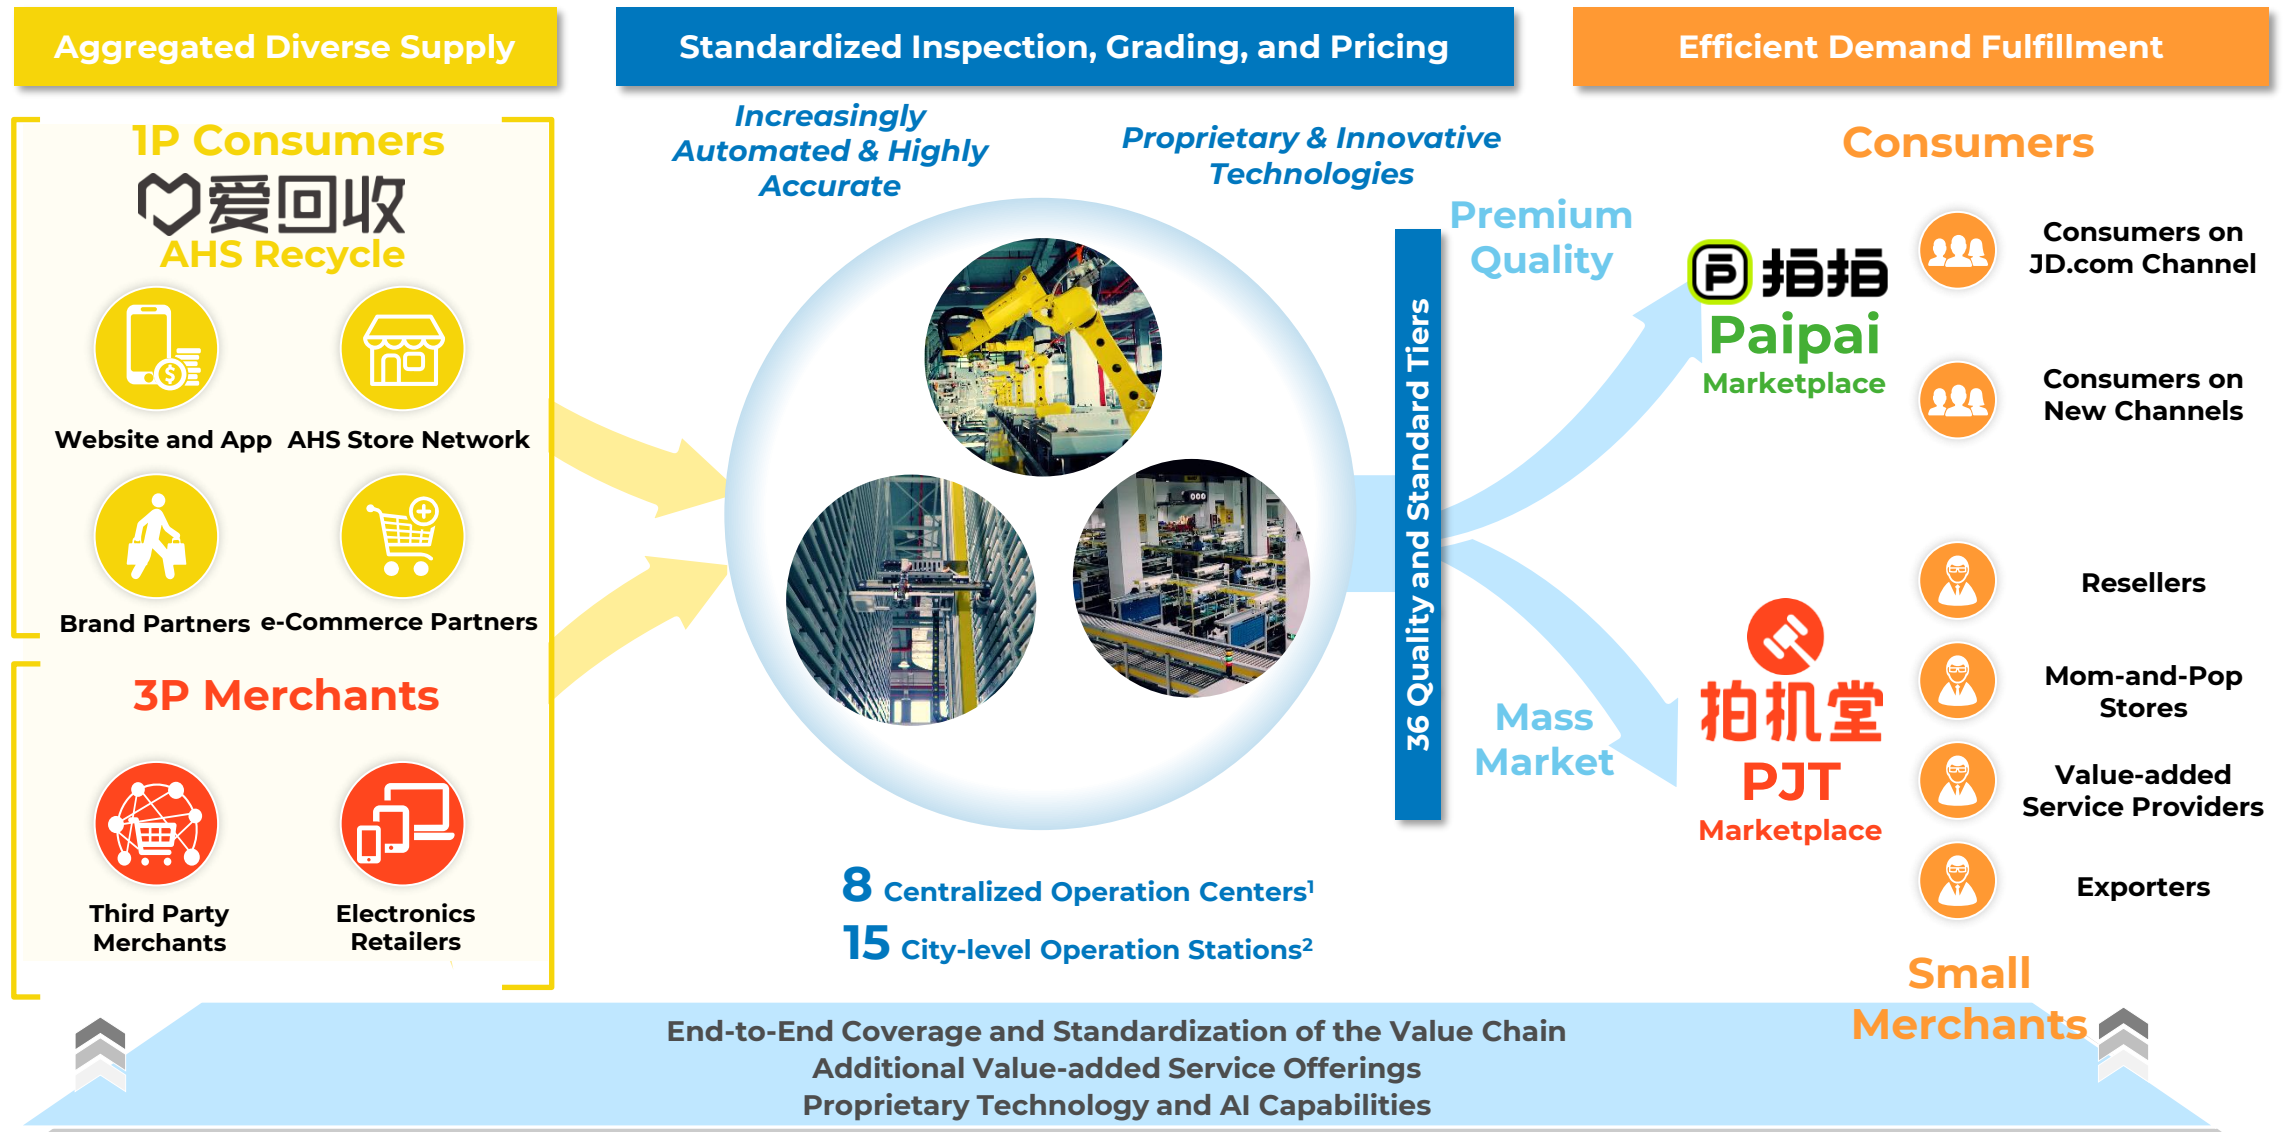 Aggregated Diverse Supply
1P Consumers
爱回收
AHS Recycle
Website and App
AHS Store Network
Brand Partners
e-Commerce Partners
3P Merchants
Third Party
Merchants
Electronics
Retailers
Standardized Inspection, Grading, and Pricing
Increasingly
Automated & Highly
Accurate
Proprietary & Innovative
Technologies
36 Quality and Standard Tiers
8 Centralized Operation Centers¹
15 City-level Operation Stations²
Premium
Quality
Mass
Market
Efficient Demand Fulfillment
Consumers
拍拍
Paipai
Marketplace
Consumers on
JD.com Channel
Consumers on
New Channels
拍机堂
PJT
Marketplace
Resellers
Mom-and-Pop
Stores
Value-added
Service Providers
Exporters
Small
Merchants
End-to-End Coverage and Standardization of the Value Chain
Additional Value-added Service Offerings
Proprietary Technology and AI Capabilities